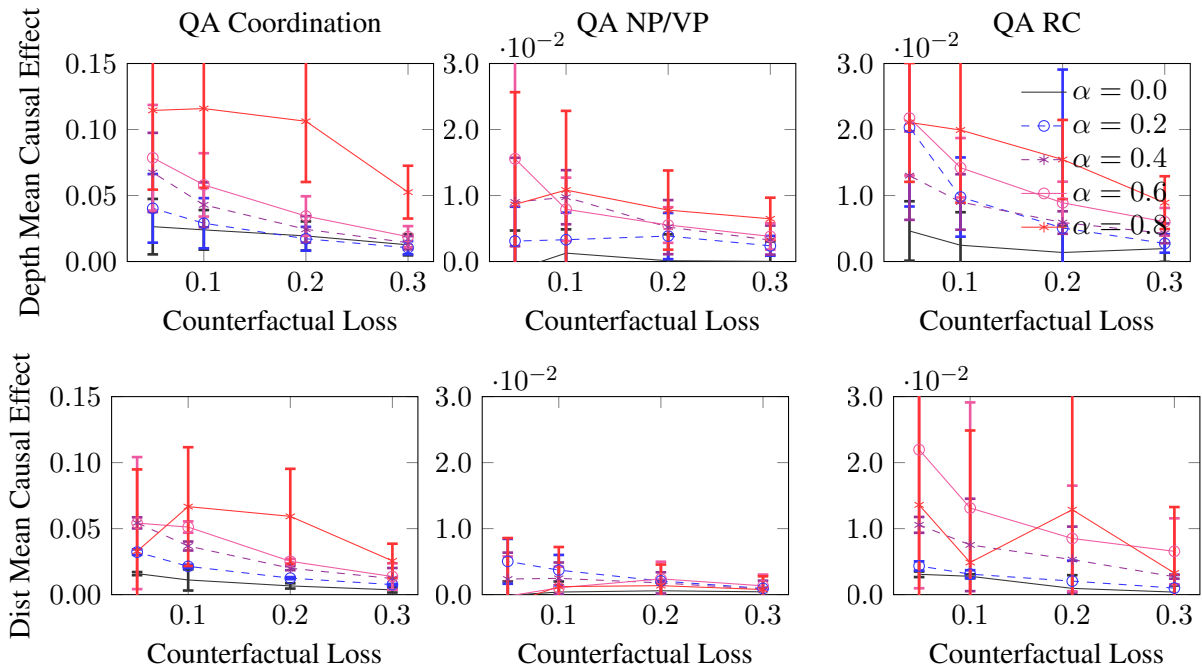 QA Coordination
QA NP/VP
QA RC
Depth Mean Causal Effect
0.15
0.10
0.05
0.00
0.1 0.2 0.3
Counterfactual Loss
·10−2
3.0
2.0
1.0
0.0
0.1 0.2 0.3
Counterfactual Loss
·10−2
3.0
2.0
1.0
0.0
0.1 0.2 0.3
Counterfactual Loss
α = 0.0
α = 0.2
α = 0.4
α = 0.6
α = 0.8
Dist Mean Causal Effect
0.15
0.10
0.05
0.00
0.1 0.2 0.3
Counterfactual Loss
·10−2
3.0
2.0
1.0
0.0
0.1 0.2 0.3
Counterfactual Loss
·10−2
3.0
2.0
1.0
0.0
0.1 0.2 0.3
Counterfactual Loss